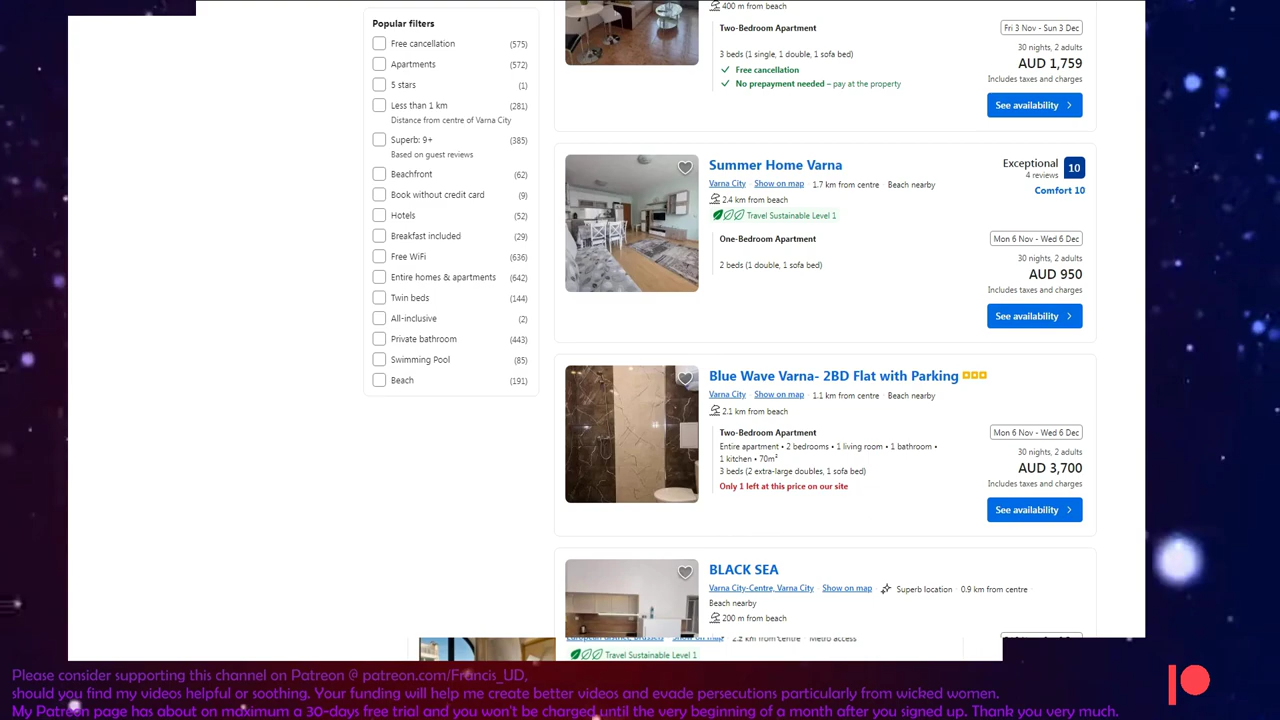 Popular filters
Free cancellation (575)
Apartments (572)
5 stars (1)
Less than 1 km (281)
Distance from centre of Varna City
Superb: 9+ (385)
Based on guest reviews
Beachfront (62)
Book without credit card (9)
Hotels (52)
Breakfast included (29)
Free WiFi (636)
Entire homes & apartments (642)
Twin beds (144)
All-inclusive (2)
Private bathroom (443)
Swimming Pool (85)
Beach (191)
400 m from beach
Two-Bedroom Apartment
3 beds (1 single, 1 double, 1 sofa bed)
Free cancellation
No prepayment needed – pay at the property
Fri 3 Nov - Sun 3 Dec
30 nights, 2 adults
AUD 1,759
Includes taxes and charges
See availability
Summer Home Varna
Varna City Show on map 1.7 km from centre Beach nearby
2.4 km from beach
Travel Sustainable Level 1
One-Bedroom Apartment
2 beds (1 double, 1 sofa bed)
Exceptional 10
4 reviews
Comfort 10
Mon 6 Nov - Wed 6 Dec
30 nights, 2 adults
AUD 950
Includes taxes and charges
See availability
Blue Wave Varna- 2BD Flat with Parking
Varna City Show on map 1.1 km from centre Beach nearby
2.1 km from beach
Two-Bedroom Apartment
Entire apartment • 2 bedrooms • 1 living room • 1 bathroom •
1 kitchen • 70m²
3 beds (2 extra-large doubles, 1 sofa bed)
Only 1 left at this price on our site
Mon 6 Nov - Wed 6 Dec
30 nights, 2 adults
AUD 3,700
Includes taxes and charges
See availability
BLACK SEA
Varna City-Centre, Varna City Show on map Superb location 0.9 km from centre
Beach nearby
200 m from beach
Show on map 2.2 km from centre Metro access
Travel Sustainable Level 1
Please consider supporting this channel on Patreon @ patreon.com/Francis_UD,
should you find my videos helpful or soothing. Your funding will help me create better videos and evade persecutions particularly from wicked women.
My Patreon page has about on maximum a 30-days free trial and you won't be charged until the very beginning of a month after you signed up. Thank you very much.